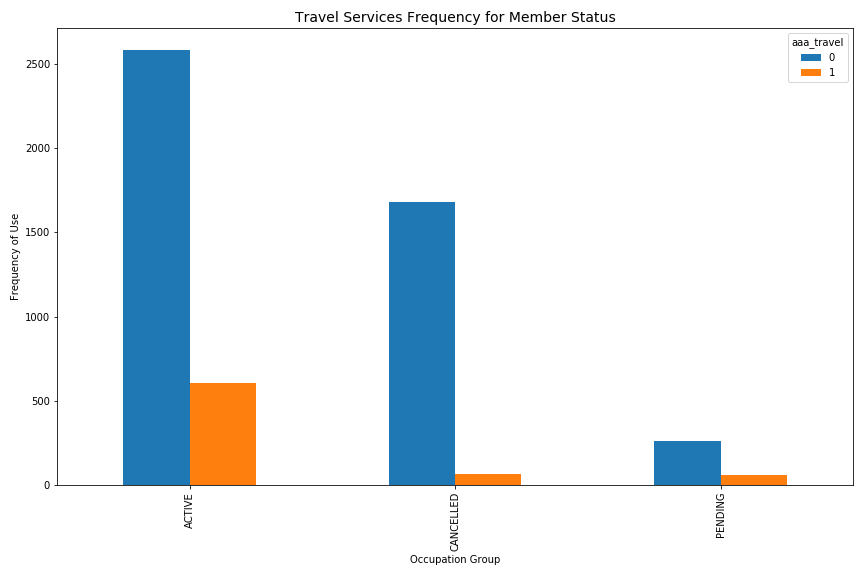 Travel Services Frequency for Member Status
aaa_travel
0
1
Frequency of Use
2500
2000
1500
1000
500
0
ACTIVE
CANCELLED
PENDING
Occupation Group